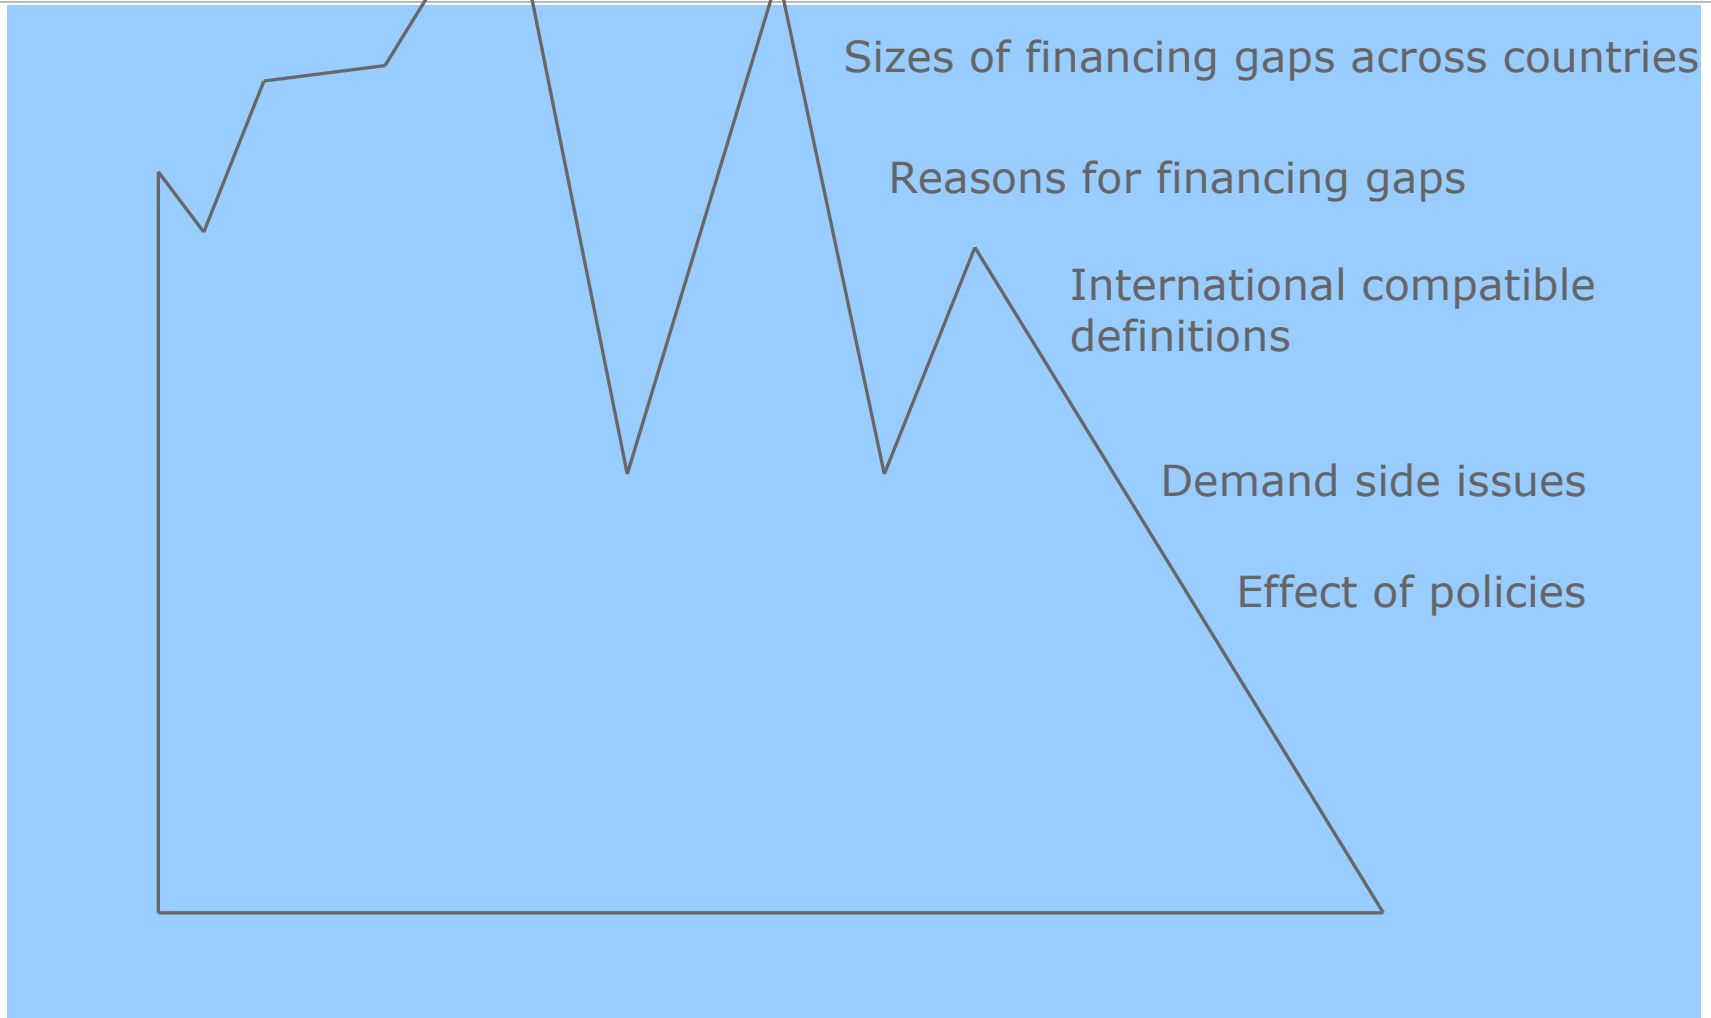 Sizes of financing gaps across countries
Reasons for financing gaps
International compatible
definitions
Demand side issues
Effect of policies